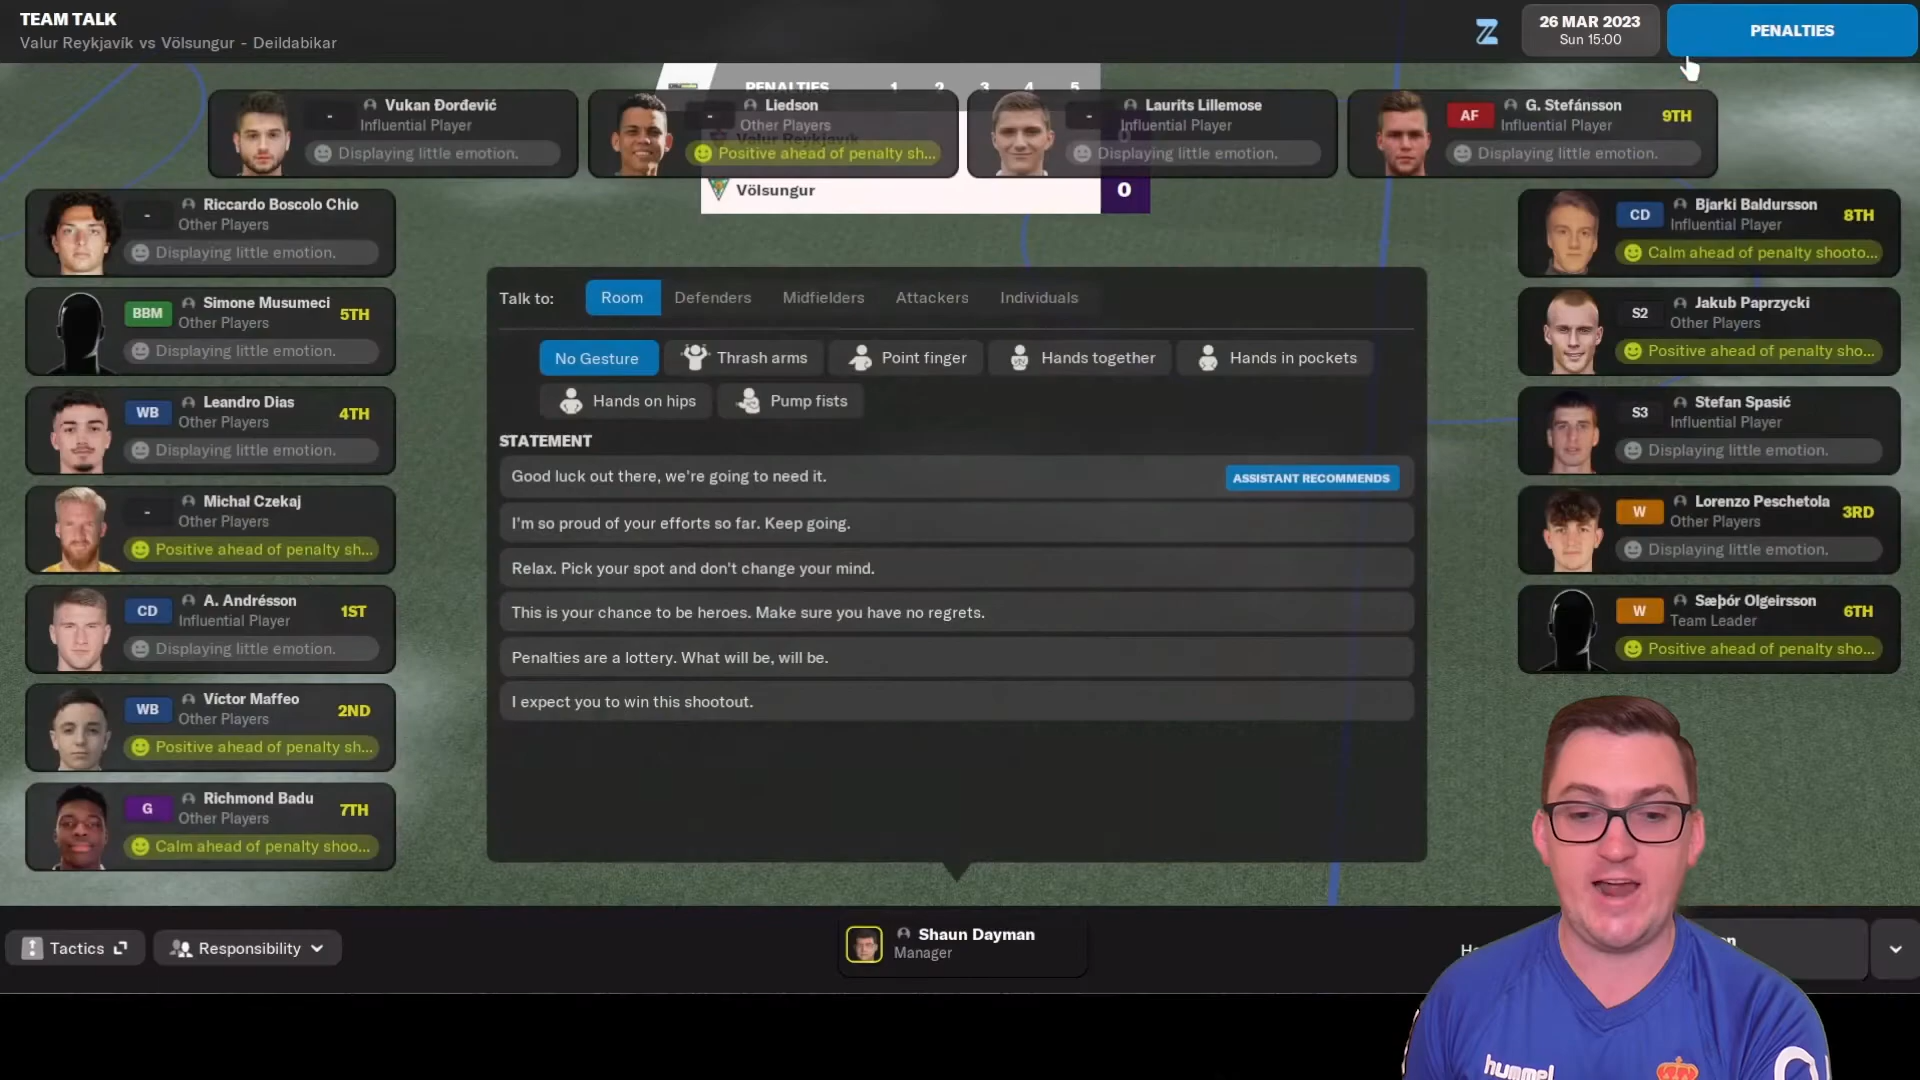 TEAM TALK
Valur Reykjavík vs Völsungur - Deildabikar
26 MAR 2023
Sun 15:00
PENALTIES
PENALTIES 1 2 3 4 5
Valur Reykjavík 0
Völsungur 0
- Vukan Đorđević
Influential Player
Displaying little emotion.
- Liedson
Other Players
Positive ahead of penalty sh...
- Laurits Lillemose
Influential Player
Displaying little emotion.
AF G. Stefánsson 9TH
Influential Player
Displaying little emotion.
- Riccardo Boscolo Chio
Other Players
Displaying little emotion.
BBM Simone Musumeci 5TH
Other Players
Displaying little emotion.
WB Leandro Dias 4TH
Other Players
Displaying little emotion.
- Michał Czekaj
Other Players
Positive ahead of penalty sh...
CD A. Andrésson 1ST
Influential Player
Displaying little emotion.
WB Víctor Maffeo 2ND
Other Players
Positive ahead of penalty sh...
G Richmond Badu 7TH
Other Players
Calm ahead of penalty shoo...
Talk to: Room Defenders Midfielders Attackers Individuals
No Gesture Thrash arms Point finger Hands together Hands in pockets
Hands on hips Pump fists
STATEMENT
Good luck out there, we're going to need it. ASSISTANT RECOMMENDS
I'm so proud of your efforts so far. Keep going.
Relax. Pick your spot and don't change your mind.
This is your chance to be heroes. Make sure you have no regrets.
Penalties are a lottery. What will be, will be.
I expect you to win this shootout.
CD Bjarki Baldursson 8TH
Influential Player
Calm ahead of penalty shooto...
S2 Jakub Paprzycki
Other Players
Positive ahead of penalty sho...
S3 Stefan Spasić
Influential Player
Displaying little emotion.
W Lorenzo Peschetola 3RD
Other Players
Displaying little emotion.
W Sæþór Olgeirsson 6TH
Team Leader
Positive ahead of penalty sho...
Tactics
Responsibility
Shaun Dayman
Manager
hummel